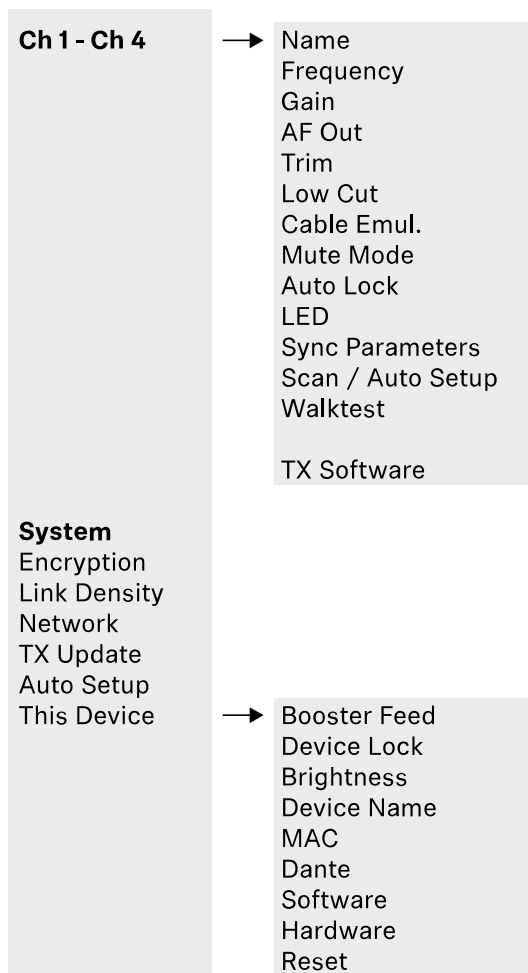 Ch 1 - Ch 4
Name
Frequency
Gain
AF Out
Trim
Low Cut
Cable Emul.
Mute Mode
Auto Lock
LED
Sync Parameters
Scan / Auto Setup
Walktest
TX Software
System
Encryption
Link Density
Network
TX Update
Auto Setup
This Device
Booster Feed
Device Lock
Brightness
Device Name
MAC
Dante
Software
Hardware
Reset